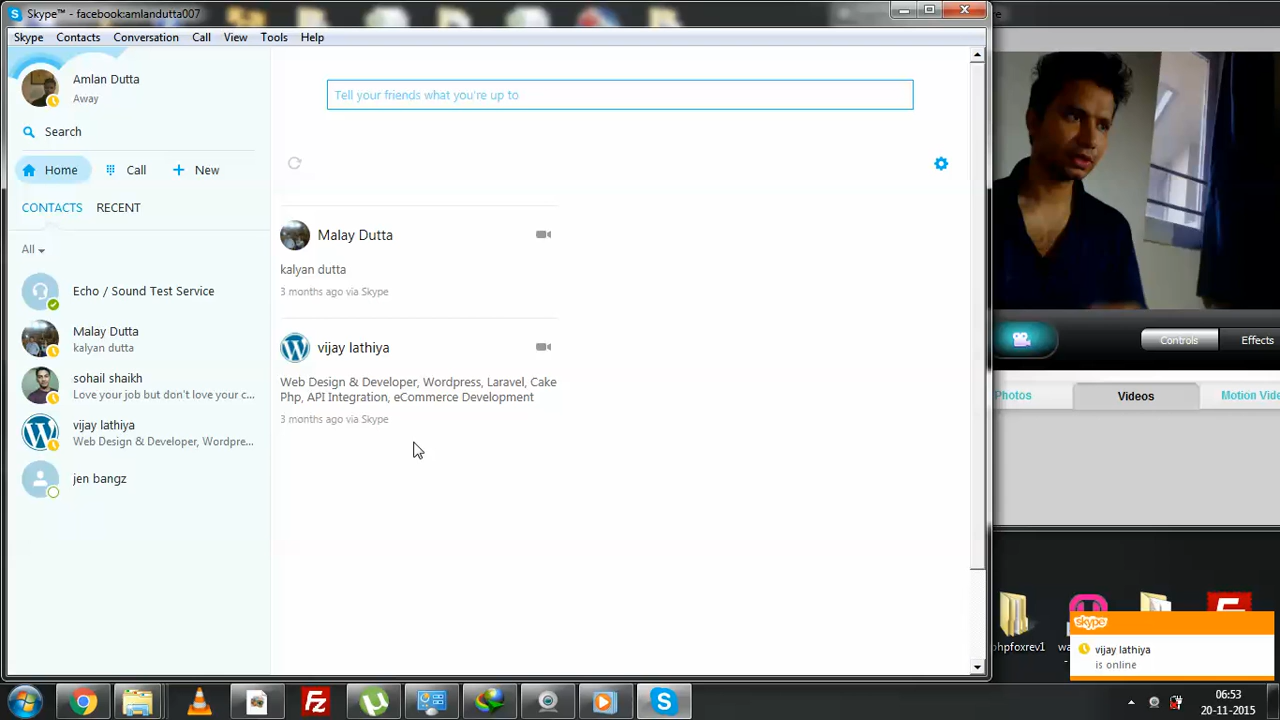 Skype™ - facebook:amlandutta007
Skype Contacts Conversation Call View Tools Help
Amlan Dutta
Away
Search
Home Call New
CONTACTS RECENT
All
Echo / Sound Test Service
Malay Dutta
kalyan dutta
sohail shaikh
Love your job but don't love your c...
vijay lathiya
Web Design & Developer, Wordpre...
jen bangz
Tell your friends what you're up to
Malay Dutta
kalyan dutta
3 months ago via Skype
vijay lathiya
Web Design & Developer, Wordpress, Laravel, Cake
Php, API Integration, eCommerce Development
3 months ago via Skype
Controls Effects
Photos Videos Motion Vide
skype
vijay lathiya
is online
06:53
20-11-2015